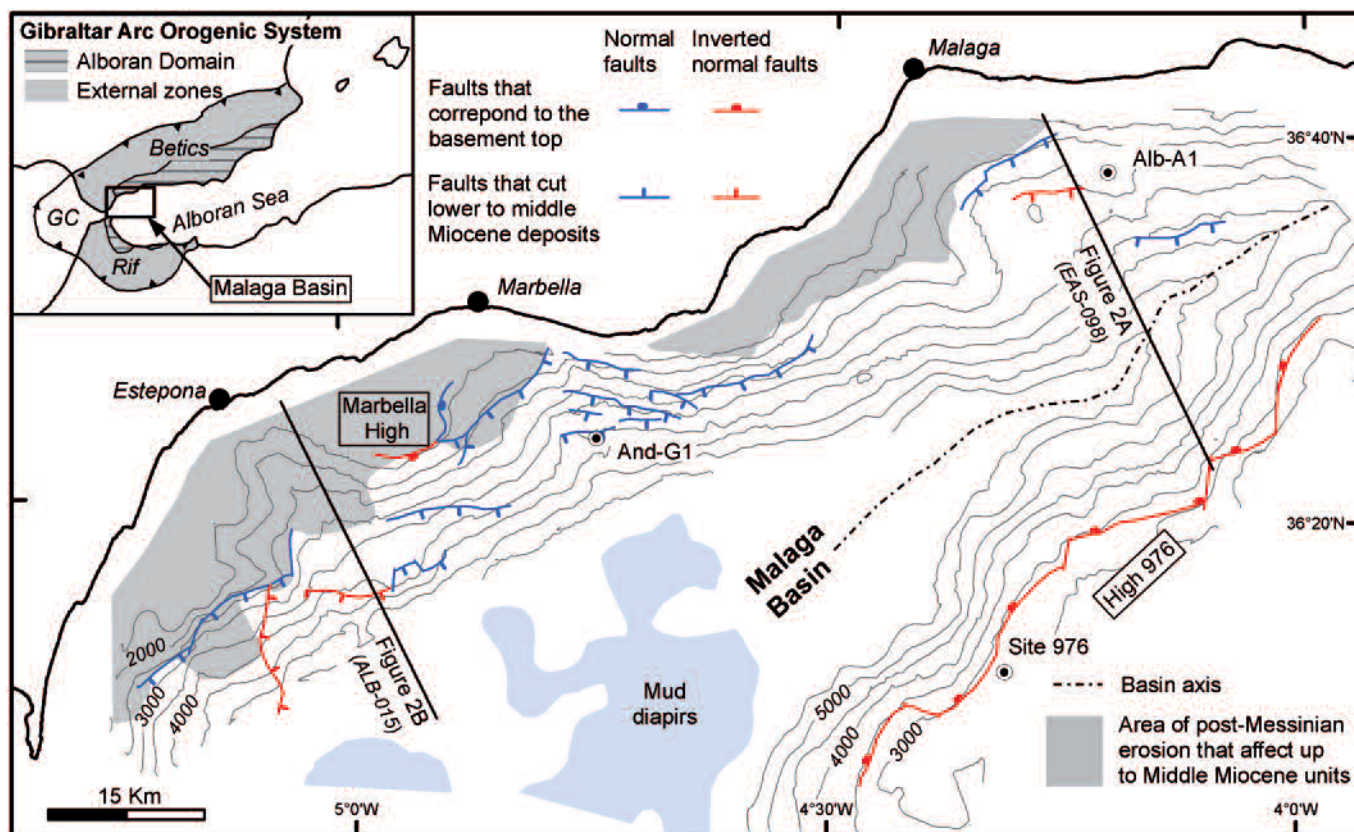 Gibraltar Arc Orogenic System
Alboran Domain
External zones
Betics
GC
Alboran Sea
Rif
Malaga Basin
Normal
faults
Inverted
normal faults
Faults that
correpond to the
basement top
Faults that cut
lower to middle
Miocene deposits
Malaga
36°40'N
Alb-A1
Marbella
Figure 2A
(EAS-098)
Estepona
Marbella
High
And-G1
36°20'N
Malaga
Basin
High 976
Site 976
2000
3000
4000
Figure 2B
(ALB-015)
Mud
diapirs
5000
4000
3000
Basin axis
Area of post-Messinian
erosion that affect up
to Middle Miocene units
15 Km
5°0'W
4°30'W
4°0'W